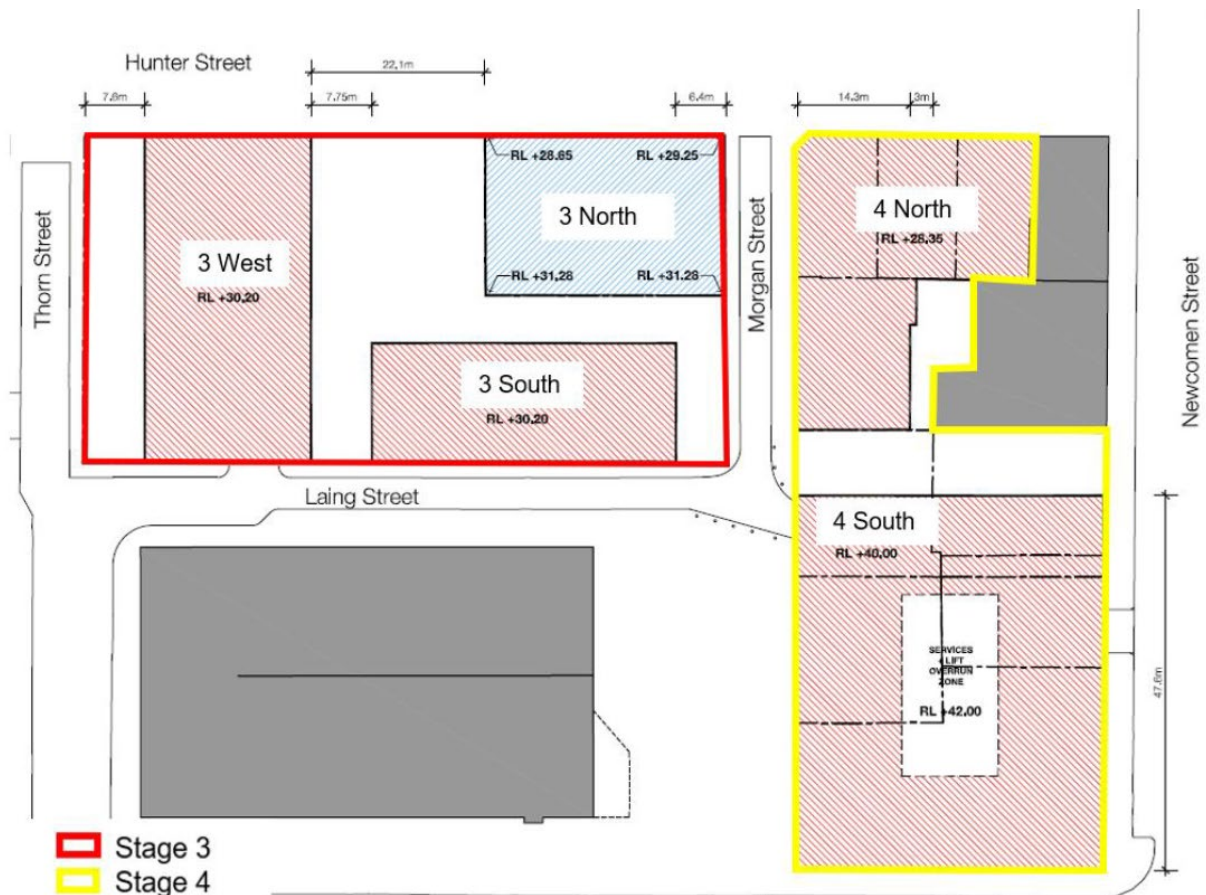 Hunter Street
22.1m
7.8m
7.75m
6.4m
14.3m
3m
RL +28.65
RL +29.25
3 North
4 North
RL +28.35
3 West
RL +30.20
RL +31.28
RL +31.28
Thorn Street
Morgan Street
Newcomen Street
3 South
RL +30.20
Laing Street
4 South
RL +40.00
SERVICES
+ LIFT
OVERRUN
ZONE
RL +42.00
47.6m
Stage 3
Stage 4